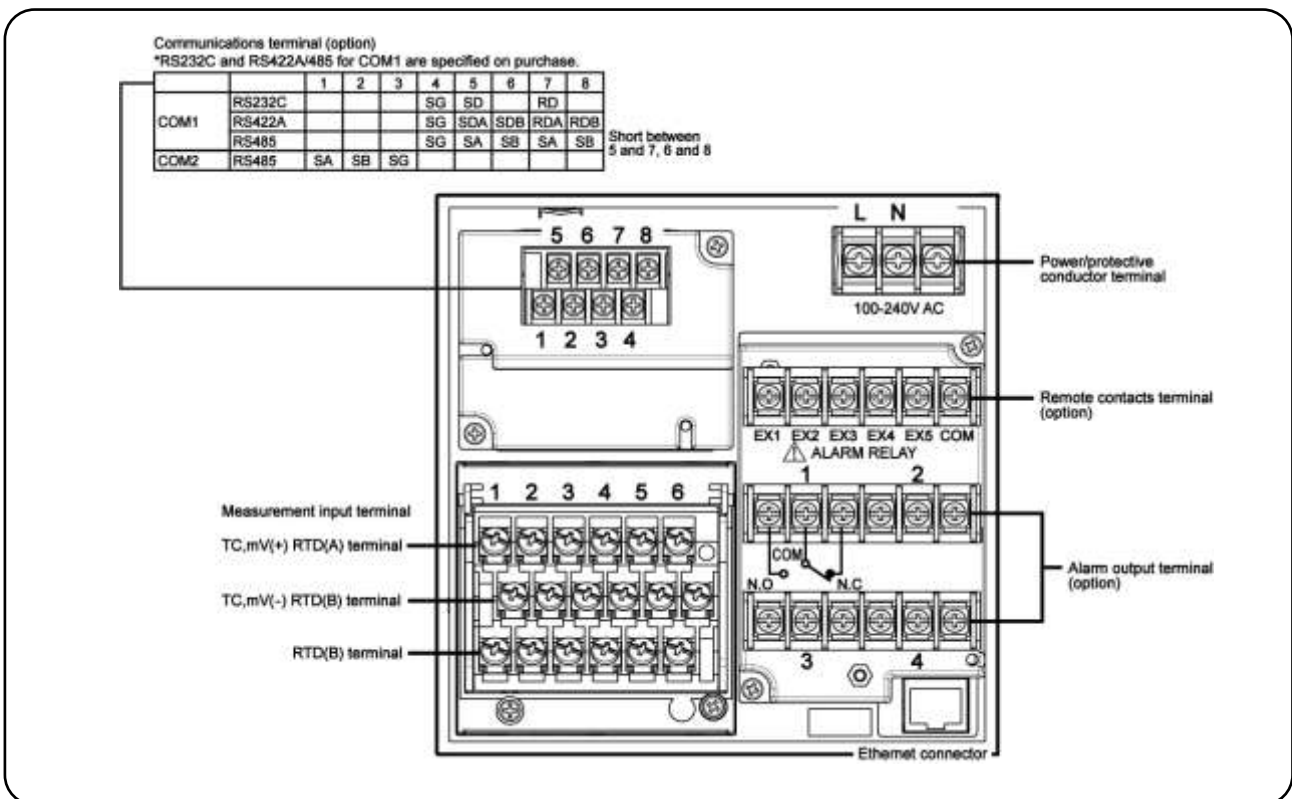 Communications terminal (option)
*RS232C and RS422A/485 for COM1 are specified on purchase.
1 2 3 4 5 6 7 8
COM1 RS232C SG SD RD
RS422A SG SDA SDB RDA RDB
RS485 SG SA SB SA SB
Short between
5 and 7, 6 and 8
COM2 RS485 SA SB SG
L N
5 6 7 8
Power/protective
conductor terminal
100-240V AC
1 2 3 4
Remote contacts terminal
(option)
EX1 EX2 EX3 EX4 EX5 COM
ALARM RELAY
1 2
1 2 3 4 5 6
Measurement input terminal
TC,mV(+) RTD(A) terminal
COM
Alarm output terminal
(option)
N.O N.C
TC,mV(-) RTD(B) terminal
RTD(B) terminal
3 4
Ethernet connector